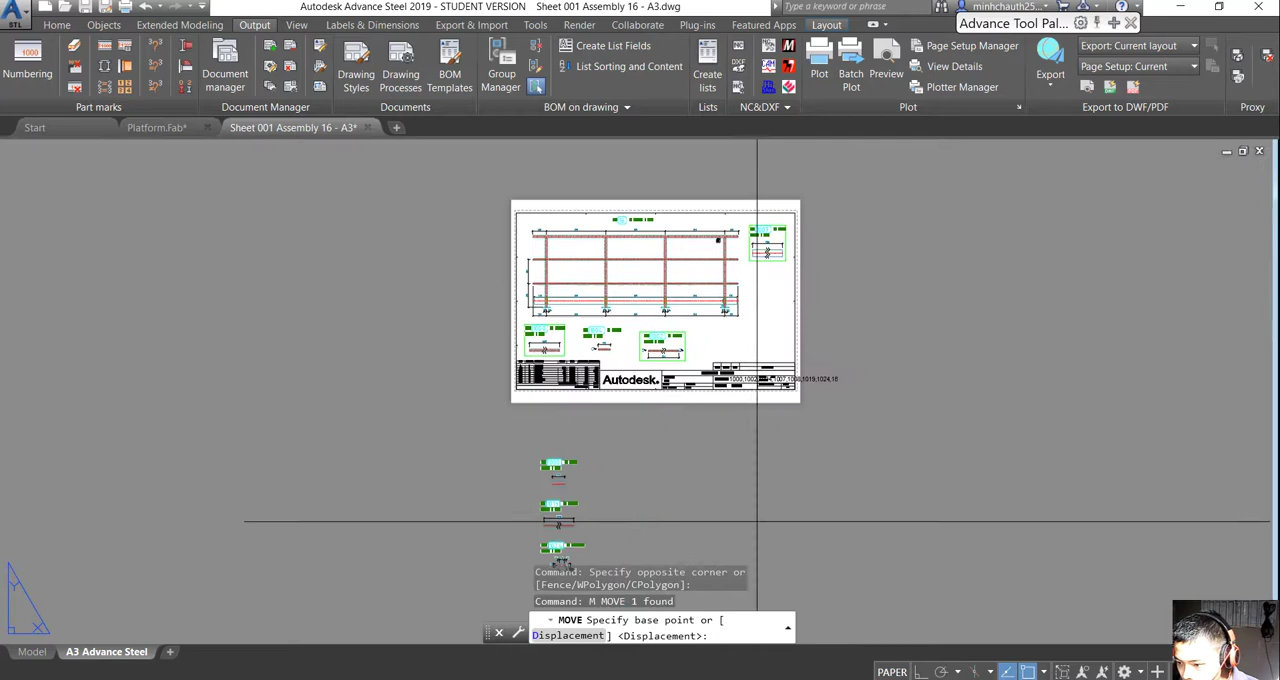 Autodesk Advance Steel 2019 - STUDENT VERSION Sheet 001 Assembly 16 - A3.dwg
Type a keyword or phrase
minhchauth25...
STL
Home Objects Extended Modeling Output View Labels & Dimensions Export & Import Tools Render Collaborate Plug-ins Featured Apps Layout
Advance Tool Pal...
1000
Numbering
Document manager
Drawing Styles
Drawing Processes
BOM Templates
Group Manager
Create List Fields
List Sorting and Content
Create lists
NC
DXF
Plot
Batch Plot
Preview
Page Setup Manager
View Details
Plotter Manager
Export
Export: Current layout
Page Setup: Current
Part marks
Document Manager
Documents
BOM on drawing
Lists
NC&DXF
Plot
Export to DWF/PDF
Proxy
Start
Platform.Fab*
Sheet 001 Assembly 16 - A3*
Autodesk.
Command: Specify opposite corner or
[Fence/WPolygon/CPolygon]:
Command: M MOVE 1 found
MOVE Specify base point or [
Displacement] <Displacement>:
Y
X
Model
A3 Advance Steel
PAPER